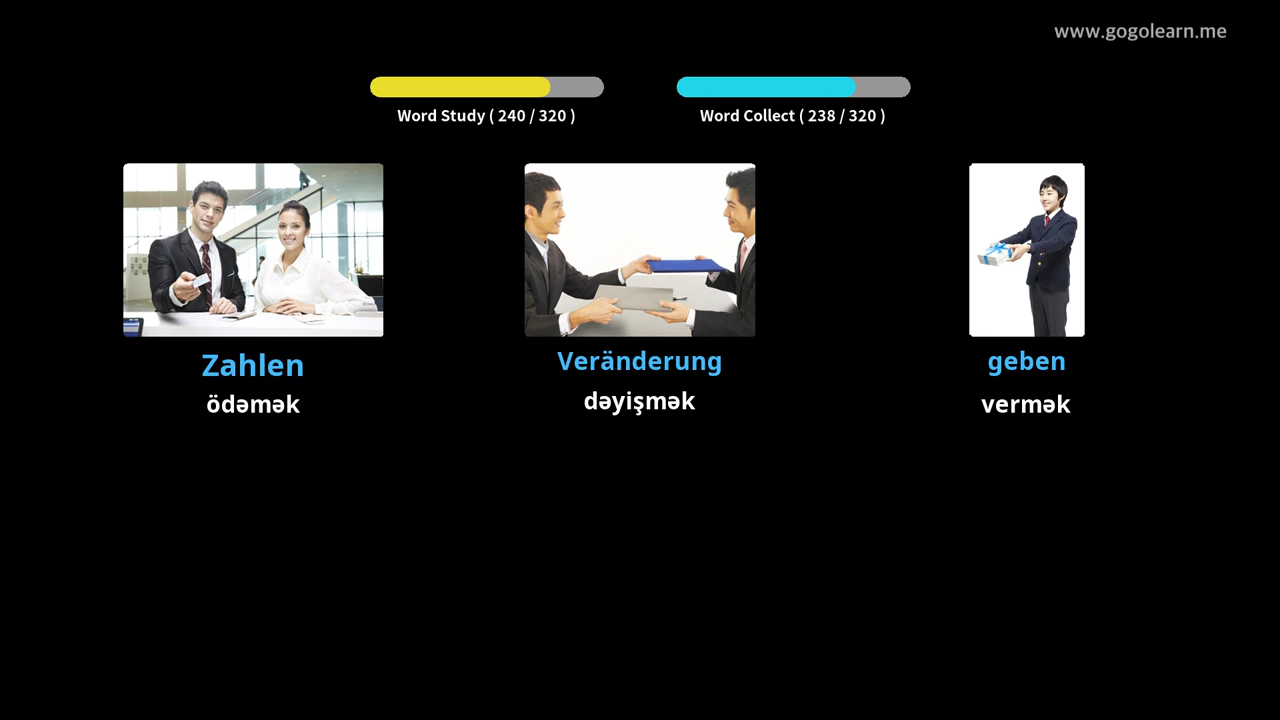 www.gogolearn.me
Word Study ( 240 / 320 )
Word Collect ( 238 / 320 )
Zahlen
Veränderung
geben
ödəmək
dəyişmək
vermək